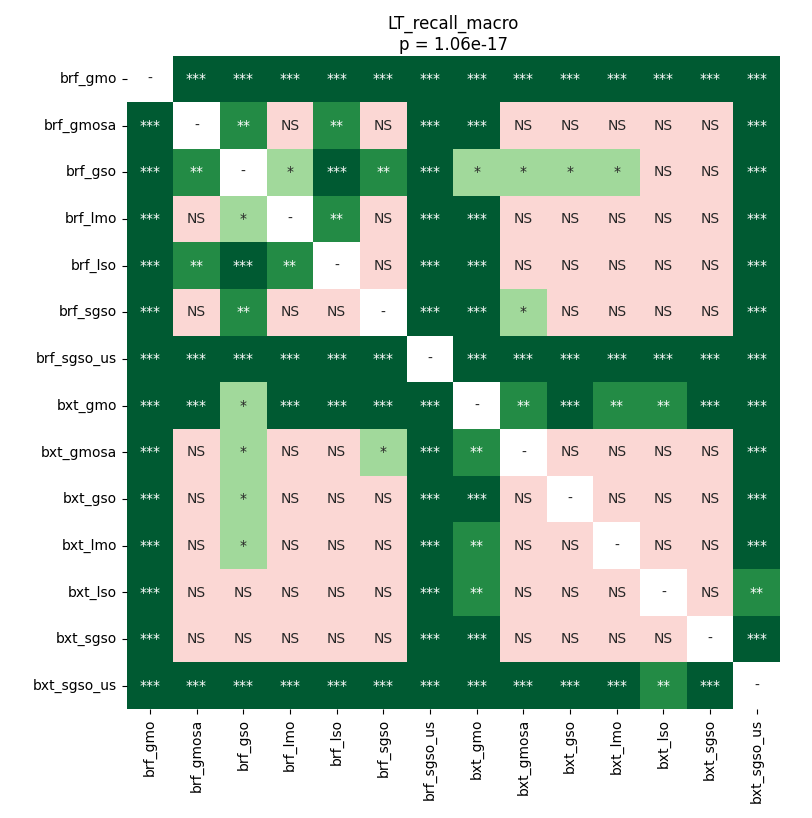 LT_recall_macro
p = 1.06e-17
brf_gmo - *** *** *** *** *** *** *** *** *** *** *** *** ***
brf_gmosa *** - ** NS ** NS *** *** NS NS NS NS NS ***
brf_gso *** ** - * *** ** *** * * * * NS NS ***
brf_lmo *** NS * - ** NS *** *** NS NS NS NS NS ***
brf_lso *** ** *** ** - NS *** *** NS NS NS NS NS ***
brf_sgso *** NS ** NS NS - *** *** * NS NS NS NS ***
brf_sgso_us *** *** *** *** *** *** - *** *** *** *** *** *** ***
bxt_gmo *** *** * *** *** *** *** - ** *** ** ** *** ***
bxt_gmosa *** NS * NS NS * *** ** - NS NS NS NS ***
bxt_gso *** NS * NS NS NS *** *** NS - NS NS NS ***
bxt_lmo *** NS * NS NS NS *** ** NS NS - NS NS ***
bxt_lso *** NS NS NS NS NS *** ** NS NS NS - NS **
bxt_sgso *** NS NS NS NS NS *** *** NS NS NS NS - ***
bxt_sgso_us *** *** *** *** *** *** *** *** *** *** *** ** *** -
brf_gmo brf_gmosa brf_gso brf_lmo brf_lso brf_sgso brf_sgso_us bxt_gmo bxt_gmosa bxt_gso bxt_lmo bxt_lso bxt_sgso bxt_sgso_us